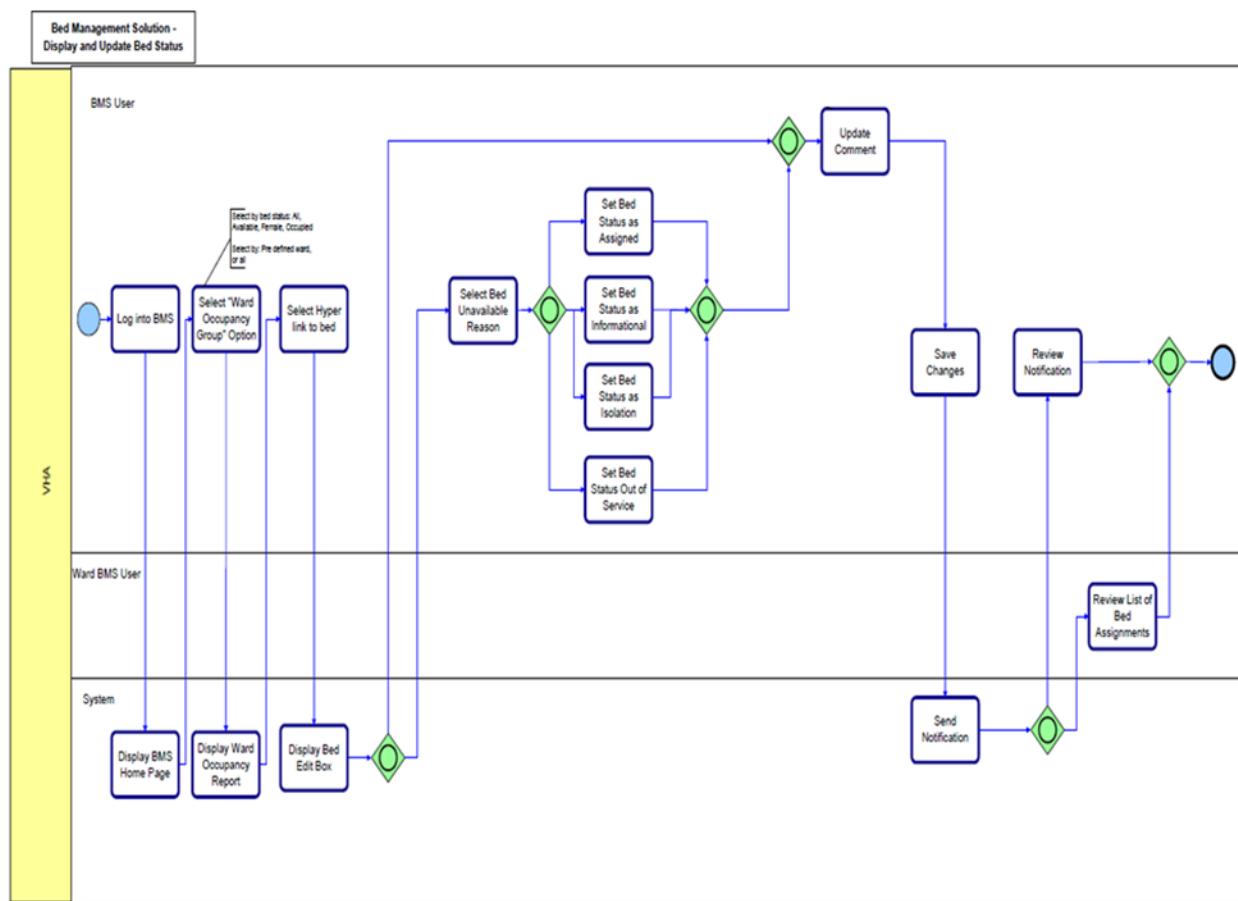 Bed Management Solution -
Display and Update Bed Status
VHA
BMS User
Update
Comment
Select by bed status: All,
Available, Female, Occupied
Select by: Pre defined ward,
or all
Set Bed
Status as
Assigned
Log into BMS
Select "Ward
Occupancy
Group" Option
Select Hyper
link to bed
Select Bed
Unavailable
Reason
Set Bed
Status as
Informational
Set Bed
Status as
Isolation
Set Bed
Status Out of
Service
Save
Changes
Review
Notification
Ward BMS User
Review List of
Bed
Assignments
System
Display BMS
Home Page
Display Ward
Occupancy
Report
Display Bed
Edit Box
Send
Notification